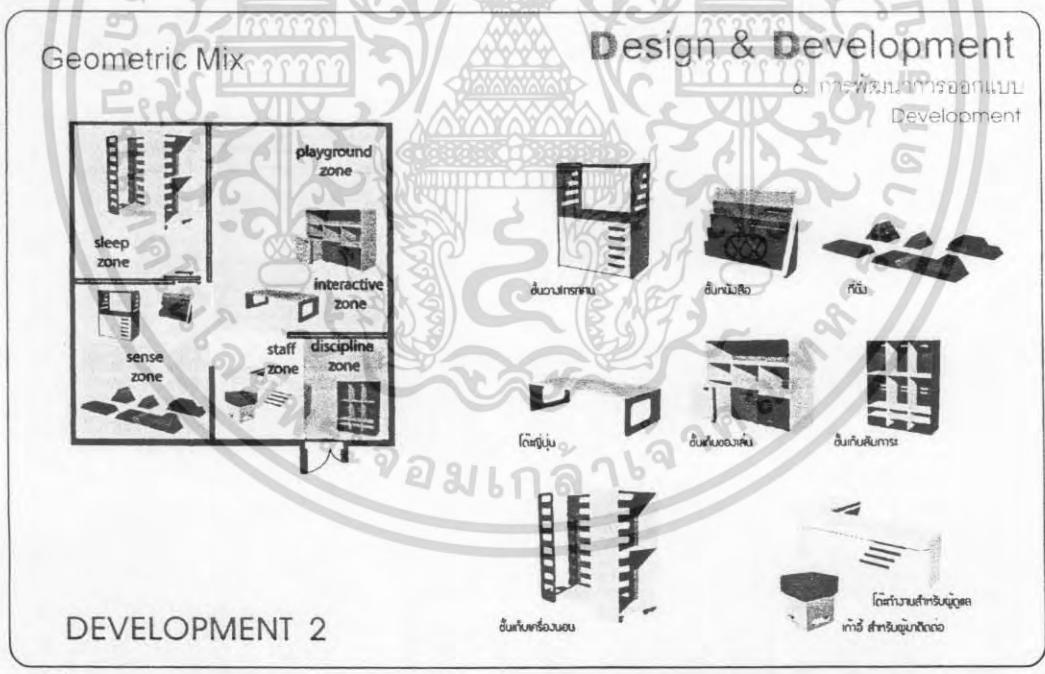 Geometric Mix
Design & Development
6. การพัฒนาการออกแบบ
Development
playground
zone
sleep
zone
interactive
zone
sense
zone
staff
zone
discipline
zone
ชั้นวางโทรทัศน์
ชั้นหนังสือ
ที่นั่ง
โต๊ะญี่ปุ่น
ชั้นเก็บของเล่น
ชั้นเก็บสัมภาระ
ชั้นเก็บเครื่องนอน
โต๊ะทำงานสำหรับผู้ดูแล
เก้าอี้ สำหรับผู้มาติดต่อ
DEVELOPMENT 2